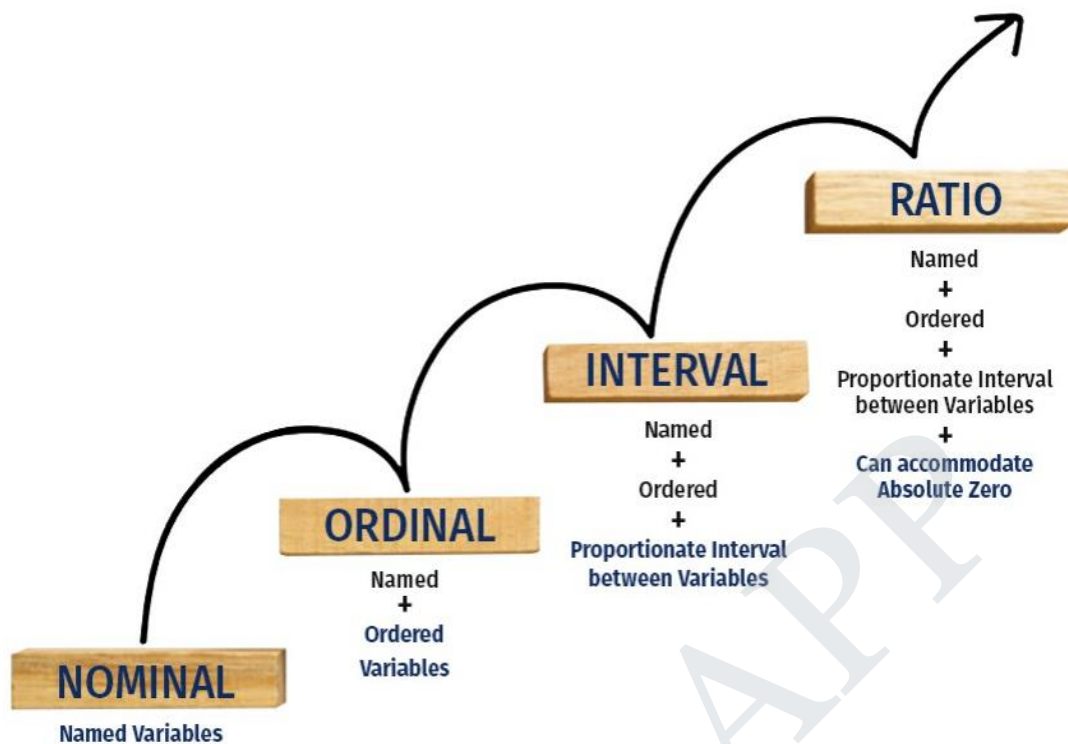 RATIO
Named
+
Ordered
+
Proportionate Interval
between Variables
+
Can accommodate
Absolute Zero
INTERVAL
Named
+
Ordered
+
Proportionate Interval
between Variables
ORDINAL
Named
+
Ordered
Variables
NOMINAL
Named Variables
APP